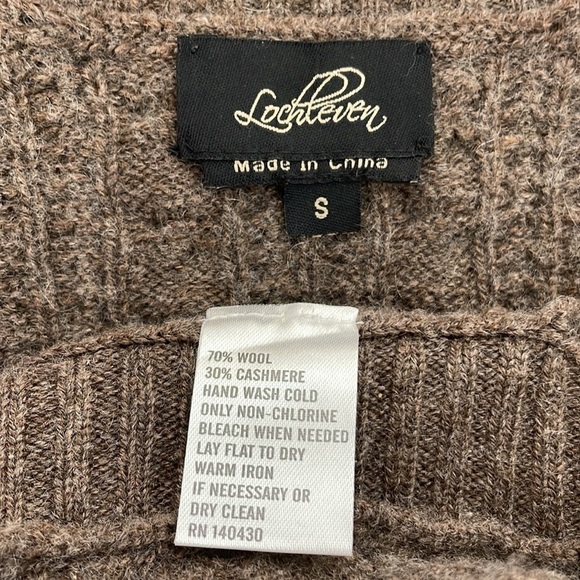 Lochleven
Made in China
S
70% WOOL
30% CASHMERE
HAND WASH COLD
ONLY NON-CHLORINE
BLEACH WHEN NEEDED
LAY FLAT TO DRY
WARM IRON
IF NECESSARY OR
DRY CLEAN
RN 140430